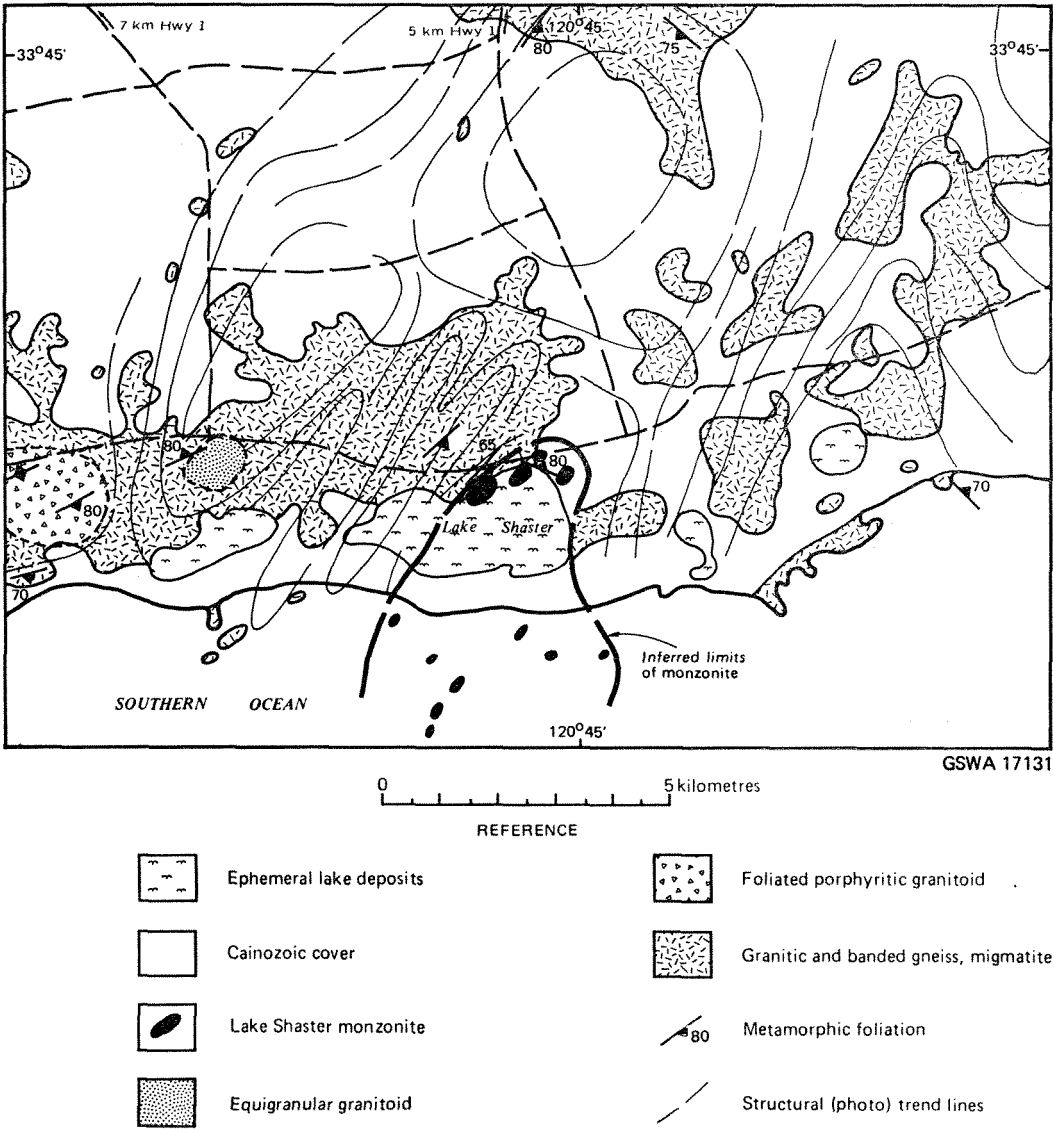 7 km Hwy 1
5 km Hwy 1
120°45'
33°45'
33°45'
80
75
80
65
80
80
70
Lake Shaster
70
Inferred limits
of monzonite
SOUTHERN OCEAN
120°45'
GSWA 17131
0
5 kilometres
REFERENCE
Ephemeral lake deposits
Foliated porphyritic granitoid
Cainozoic cover
Granitic and banded gneiss, migmatite
Lake Shaster monzonite
80
Metamorphic foliation
Equigranular granitoid
Structural (photo) trend lines